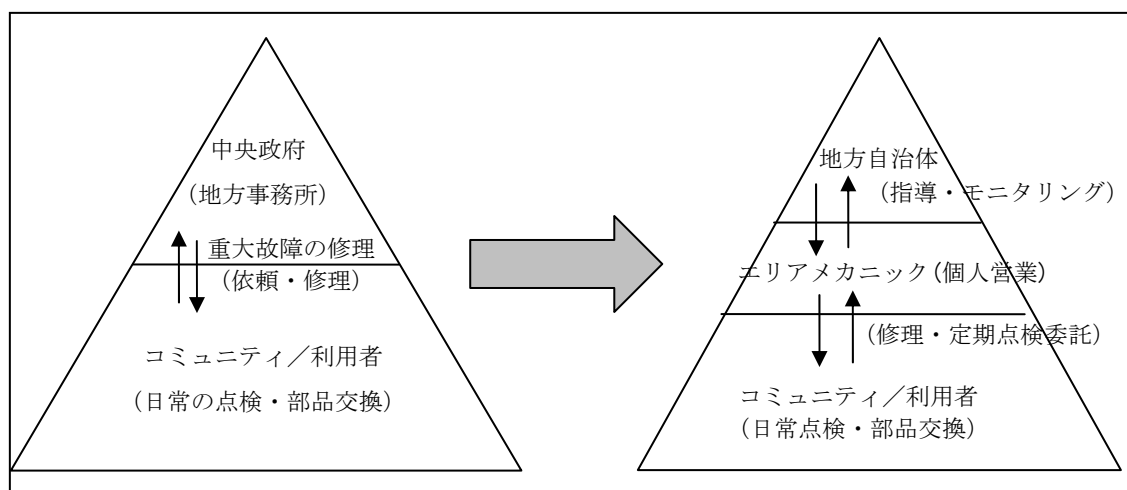 中央政府
（地方事務所）
重大故障の修理
（依頼・修理）
コミュニティ／利用者
（日常の点検・部品交換）
地方自治体
（指導・モニタリング）
エリアメカニック（個人営業）
（修理・定期点検委託）
コミュニティ／利用者
（日常点検・部品交換）